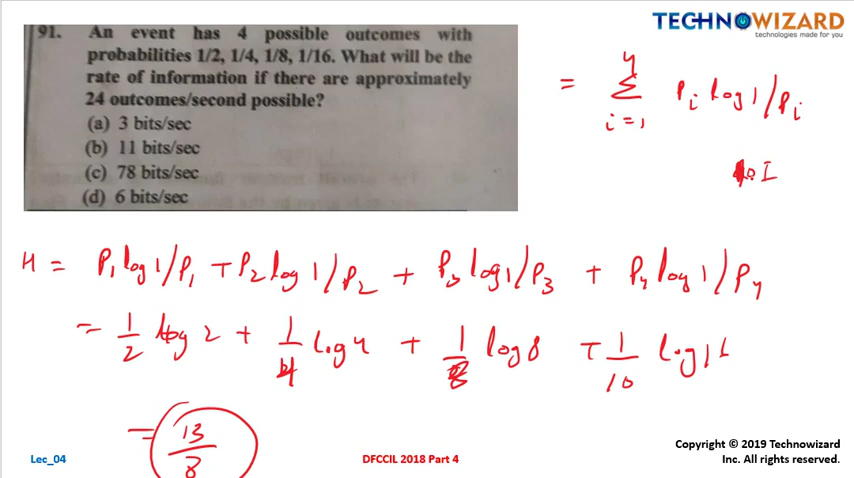 TECHNOWIZARD
technologies made for you
91. An event has 4 possible outcomes with
probabilities 1/2, 1/4, 1/8, 1/16. What will be the
rate of information if there are approximately
24 outcomes/second possible?
(a) 3 bits/sec
(b) 11 bits/sec
(c) 78 bits/sec
(d) 6 bits/sec
= 4 Σ i=1 Pi log 1/Pi
I
H = P1 log 1/P1 + P2 log 1/P2 + P3 log 1/P3 + P4 log 1/P4
= 1/2 log 2 + 1/4 log 4 + 1/8 log 8 + 1/10 log 16
= 13/8
Lec_04
DFCCIL 2018 Part 4
Copyright © 2019 Technowizard
Inc. All rights reserved.